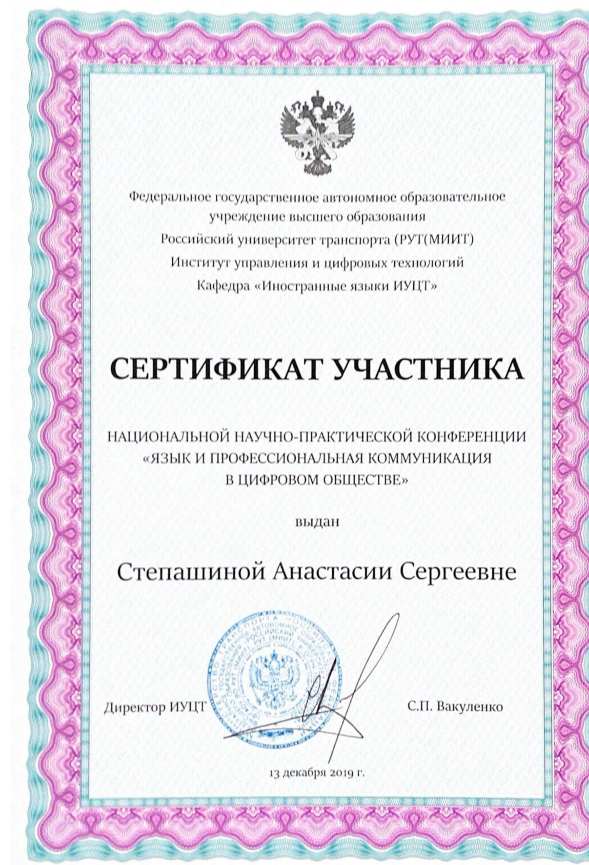 Федеральное государственное автономное образовательное
учреждение высшего образования
Российский университет транспорта (РУТ(МИИТ)
Институт управления и цифровых технологий
Кафедра «Иностранные языки ИУЦТ»
СЕРТИФИКАТ УЧАСТНИКА
НАЦИОНАЛЬНОЙ НАУЧНО-ПРАКТИЧЕСКОЙ КОНФЕРЕНЦИИ
«ЯЗЫК И ПРОФЕССИОНАЛЬНАЯ КОММУНИКАЦИЯ
В ЦИФРОВОМ ОБЩЕСТВЕ»
выдан
Степашиной Анастасии Сергеевне
Директор ИУЦТ
С.П. Вакуленко
13 декабря 2019 г.